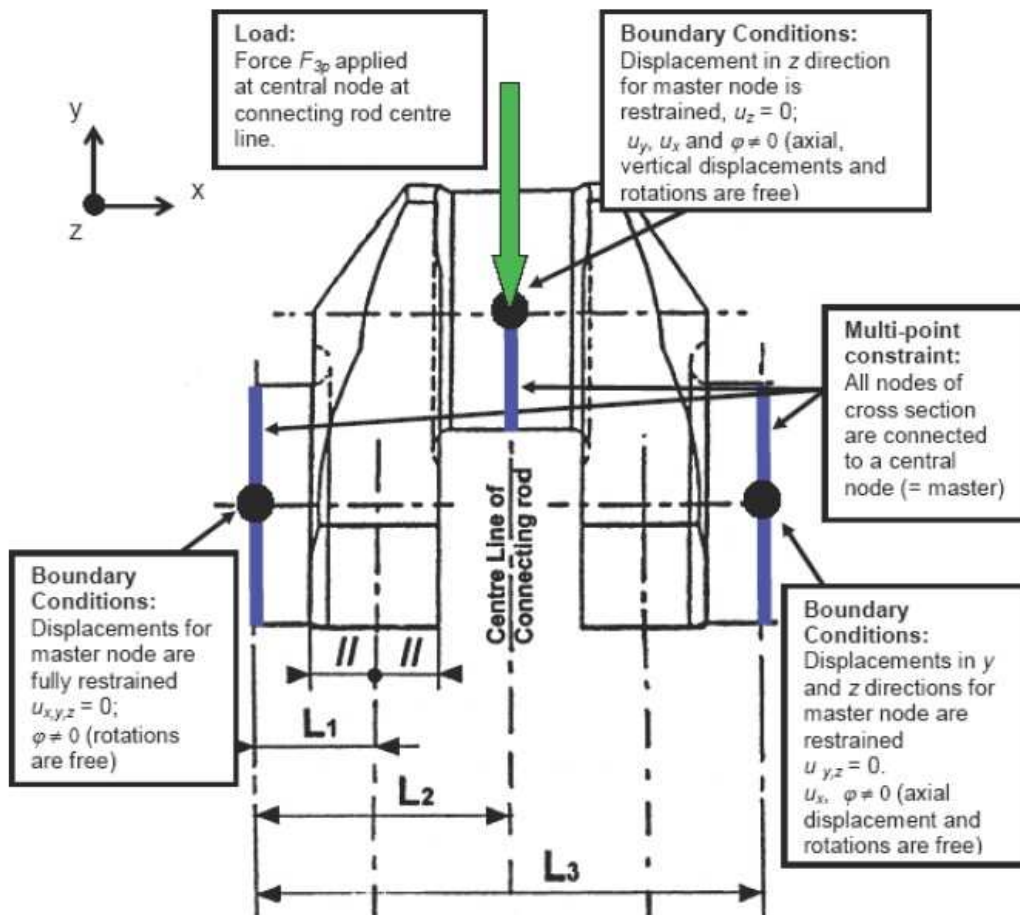 Load:
Force F3p applied
at central node at
connecting rod centre
line.
Boundary Conditions:
Displacement in z direction
for master node is
restrained, uz = 0;
uy, ux and φ ≠ 0 (axial,
vertical displacements and
rotations are free)
y
x
z
Multi-point
constraint:
All nodes of
cross section
are connected
to a central
node (= master)
Boundary
Conditions:
Displacements for
master node are
fully restrained
ux,y,z = 0;
φ ≠ 0 (rotations
are free)
Centre Line of
Connecting rod
Boundary
Conditions:
Displacements in y
and z directions for
master node are
restrained
u y,z = 0.
ux, φ ≠ 0 (axial
displacement and
rotations are free)
// //
L1
L2
L3